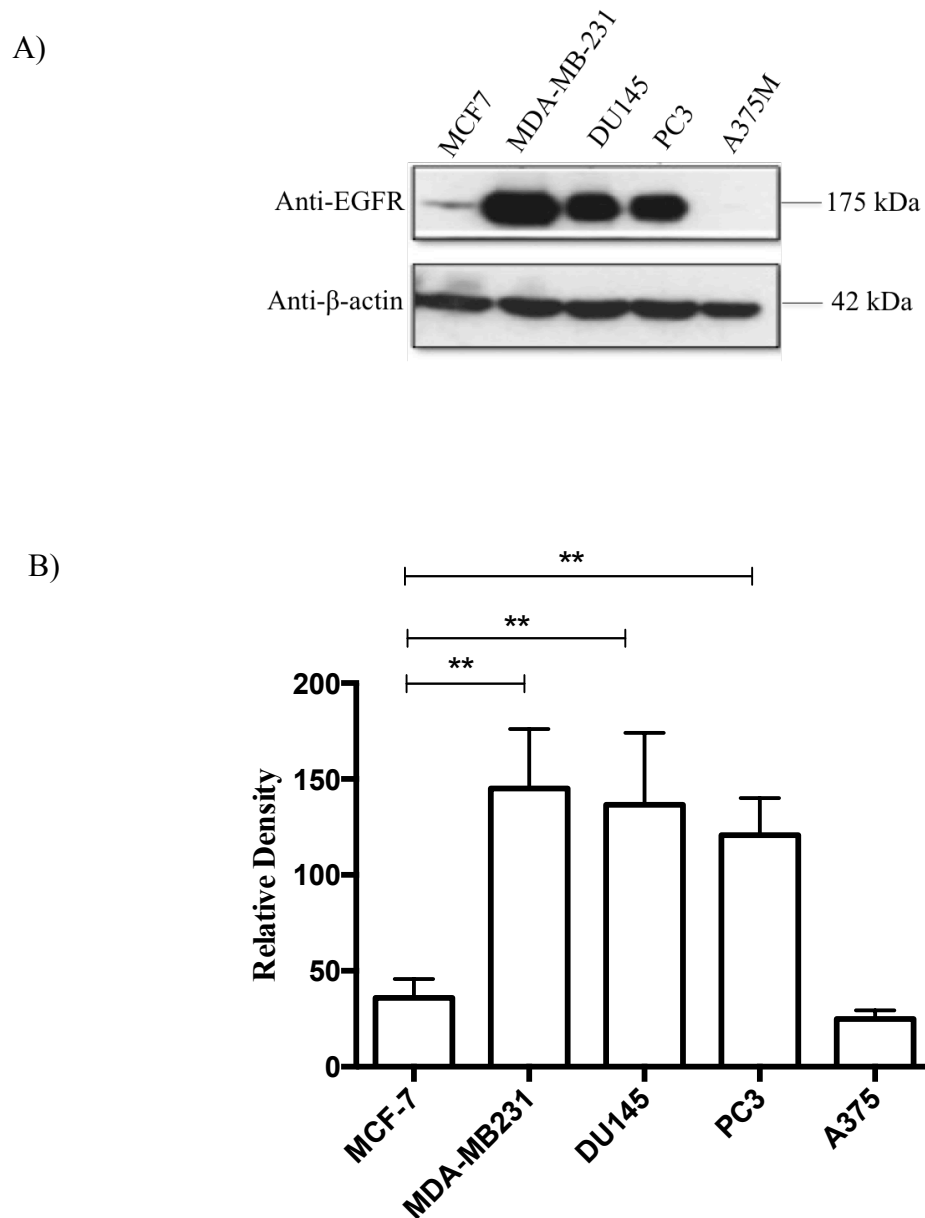 A)
MCF7
MDA-MB-231
DU145
PC3
A375M
Anti-EGFR
175 kDa
Anti-β-actin
42 kDa
B)
**
**
**
200
150
100
50
0
Relative Density
MCF-7
MDA-MB231
DU145
PC3
A375